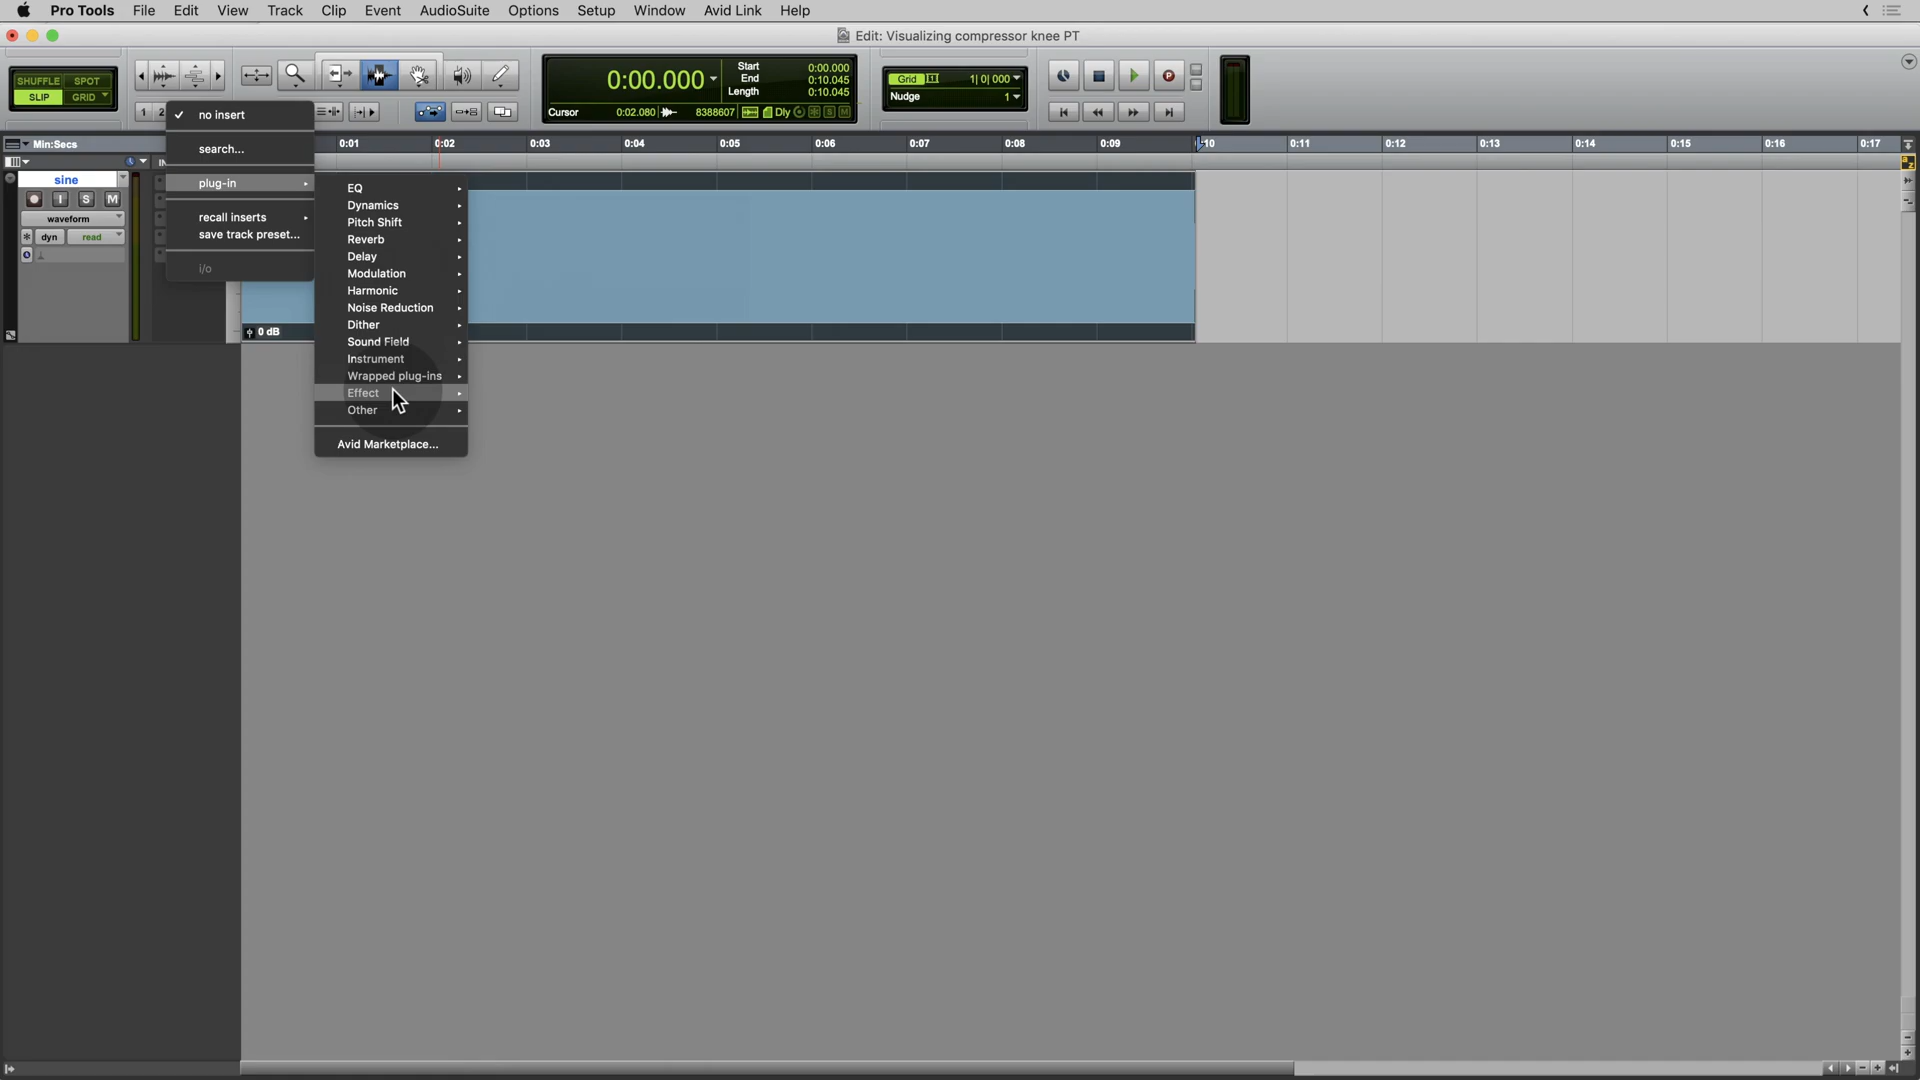 Pro Tools File Edit View Track Clip Event AudioSuite Options Setup Window Avid Link Help
Edit: Visualizing compressor knee PT
SHUFFLE SPOT
SLIP GRID
0:00.000
Start 0:00.000
End 0:10.045
Length 0:10.045
Cursor 0:02.080 8388607 Dly S M
Grid 1| 0| 000
Nudge 1
P
1 2
Min:Secs
0:01 0:02 0:03 0:04 0:05 0:06 0:07 0:08 0:09 10 0:11 0:12 0:13 0:14 0:15 0:16 0:17
sine
I S M
waveform
dyn read
0 dB
no insert
search...
plug-in
recall inserts
save track preset...
i/o
EQ
Dynamics
Pitch Shift
Reverb
Delay
Modulation
Harmonic
Noise Reduction
Dither
Sound Field
Instrument
Wrapped plug-ins
Effect
Other
Avid Marketplace...